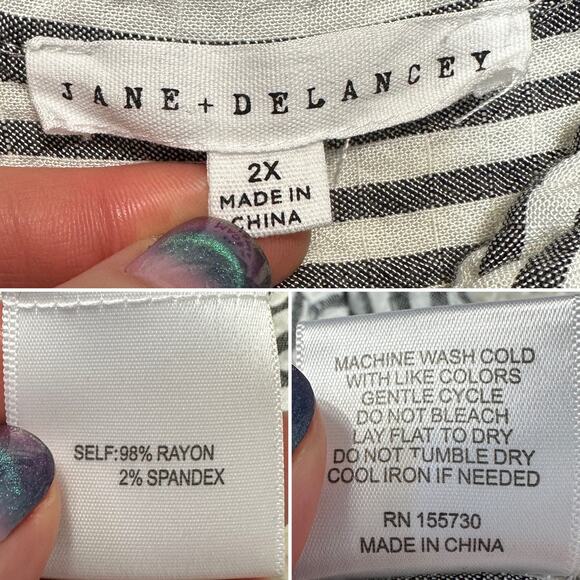 JANE + DELANCEY
2X
MADE IN
CHINA
SELF:98% RAYON
2% SPANDEX
MACHINE WASH COLD
WITH LIKE COLORS
GENTLE CYCLE
DO NOT BLEACH
LAY FLAT TO DRY
DO NOT TUMBLE DRY
COOL IRON IF NEEDED
RN 155730
MADE IN CHINA